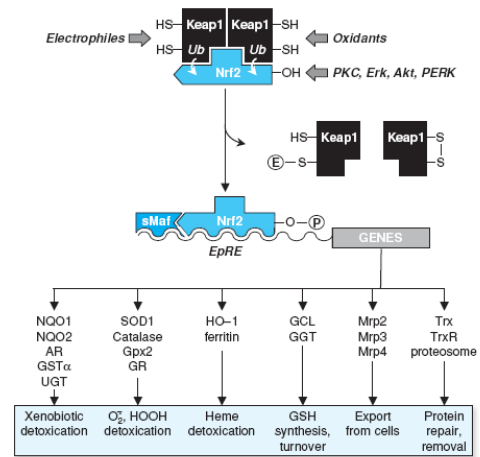 HS– Keap1 Keap1 –SH
Electrophiles Oxidants
HS– Ub Ub –SH
Nrf2 –OH PKC, Erk, Akt, PERK
HS– Keap1 Keap1 –S
E–S– –S
sMaf Nrf2 –O–P
GENES
EpRE
NQO1 SOD1 HO–1 GCL Mrp2 Trx
NQO2 Catalase ferritin GGT Mrp3 TrxR
AR Gpx2 Mrp4 proteosome
GSTα GR
UGT
Xenobiotic O₂⁻, HOOH Heme GSH Export Protein
detoxication detoxication detoxication synthesis, from cells repair,
turnover removal